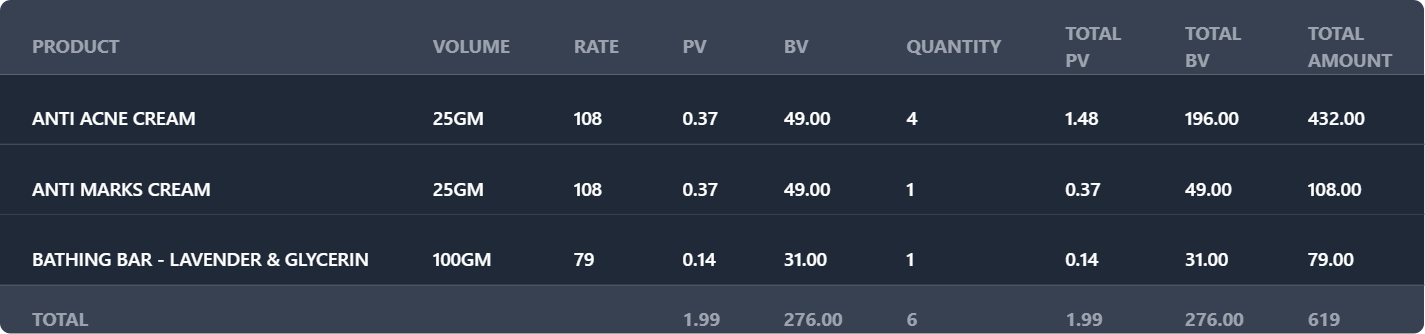 PRODUCT VOLUME RATE PV BV QUANTITY TOTAL PV TOTAL BV TOTAL AMOUNT
ANTI ACNE CREAM 25GM 108 0.37 49.00 4 1.48 196.00 432.00
ANTI MARKS CREAM 25GM 108 0.37 49.00 1 0.37 49.00 108.00
BATHING BAR - LAVENDER & GLYCERIN 100GM 79 0.14 31.00 1 0.14 31.00 79.00
TOTAL 1.99 276.00 6 1.99 276.00 619